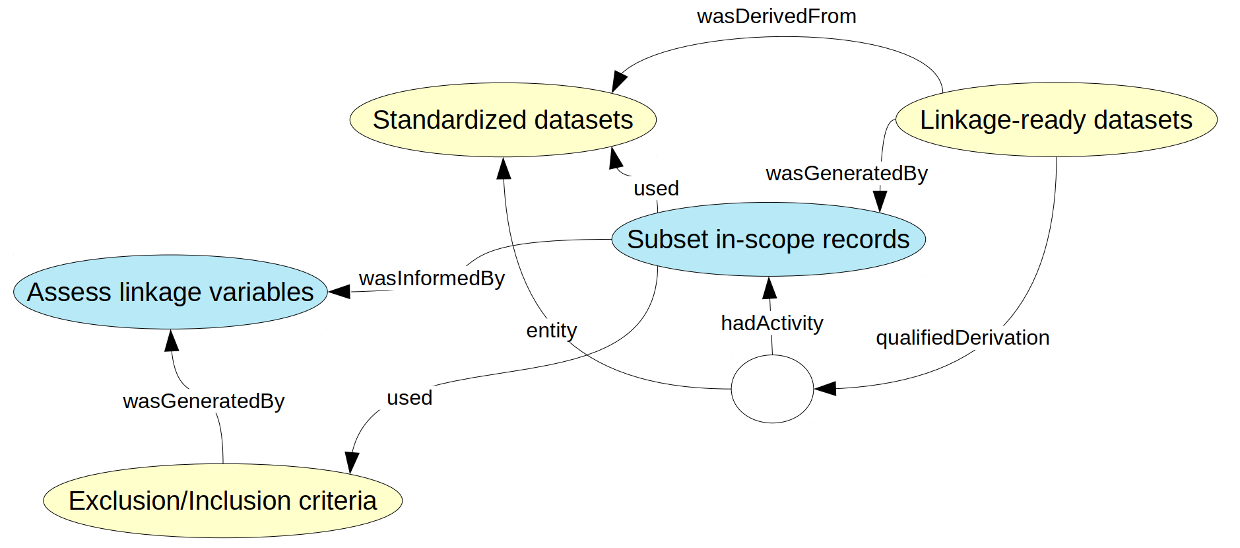 wasDerivedFrom
Standardized datasets
Linkage-ready datasets
wasGeneratedBy
used
Subset in-scope records
wasInformedBy
Assess linkage variables
hadActivity
entity
qualifiedDerivation
used
wasGeneratedBy
Exclusion/Inclusion criteria